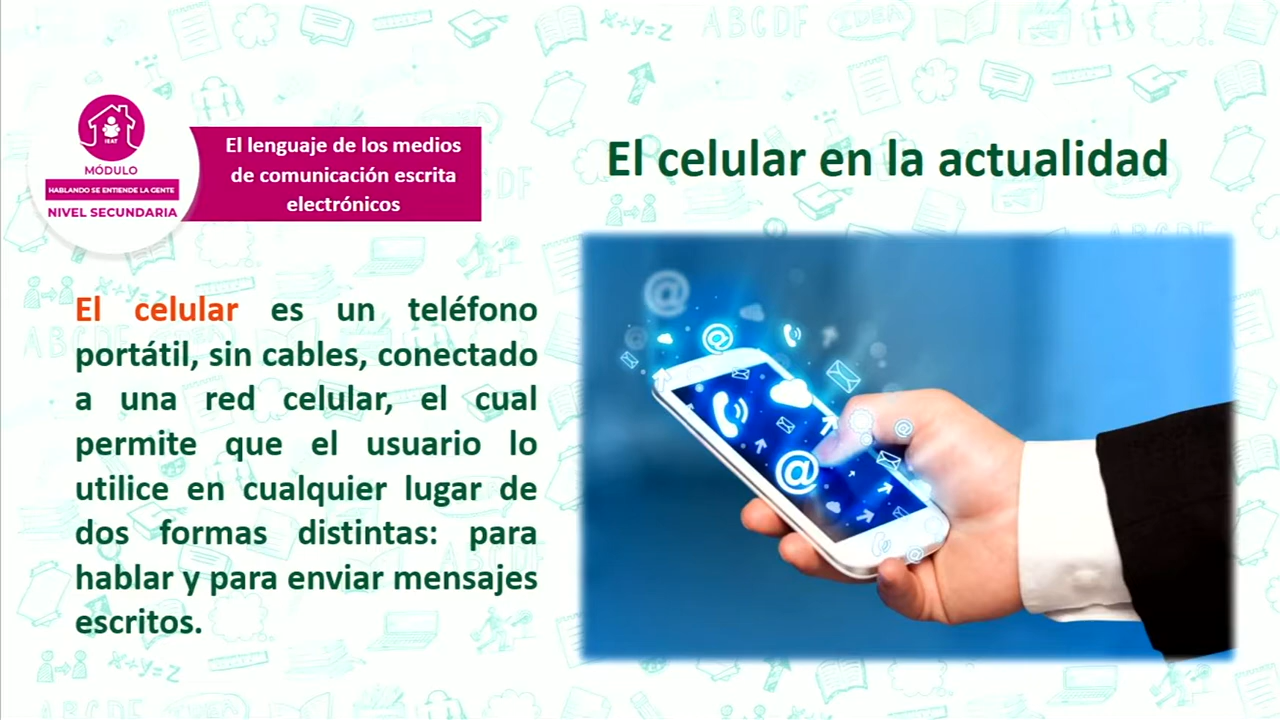 IEAT
MÓDULO
HABLANDO SE ENTIENDE LA GENTE
NIVEL SECUNDARIA
El lenguaje de los medios
de comunicación escrita
electrónicos
El celular en la actualidad
El celular es un teléfono
portátil, sin cables, conectado
a una red celular, el cual
permite que el usuario lo
utilice en cualquier lugar de
dos formas distintas: para
hablar y para enviar mensajes
escritos.